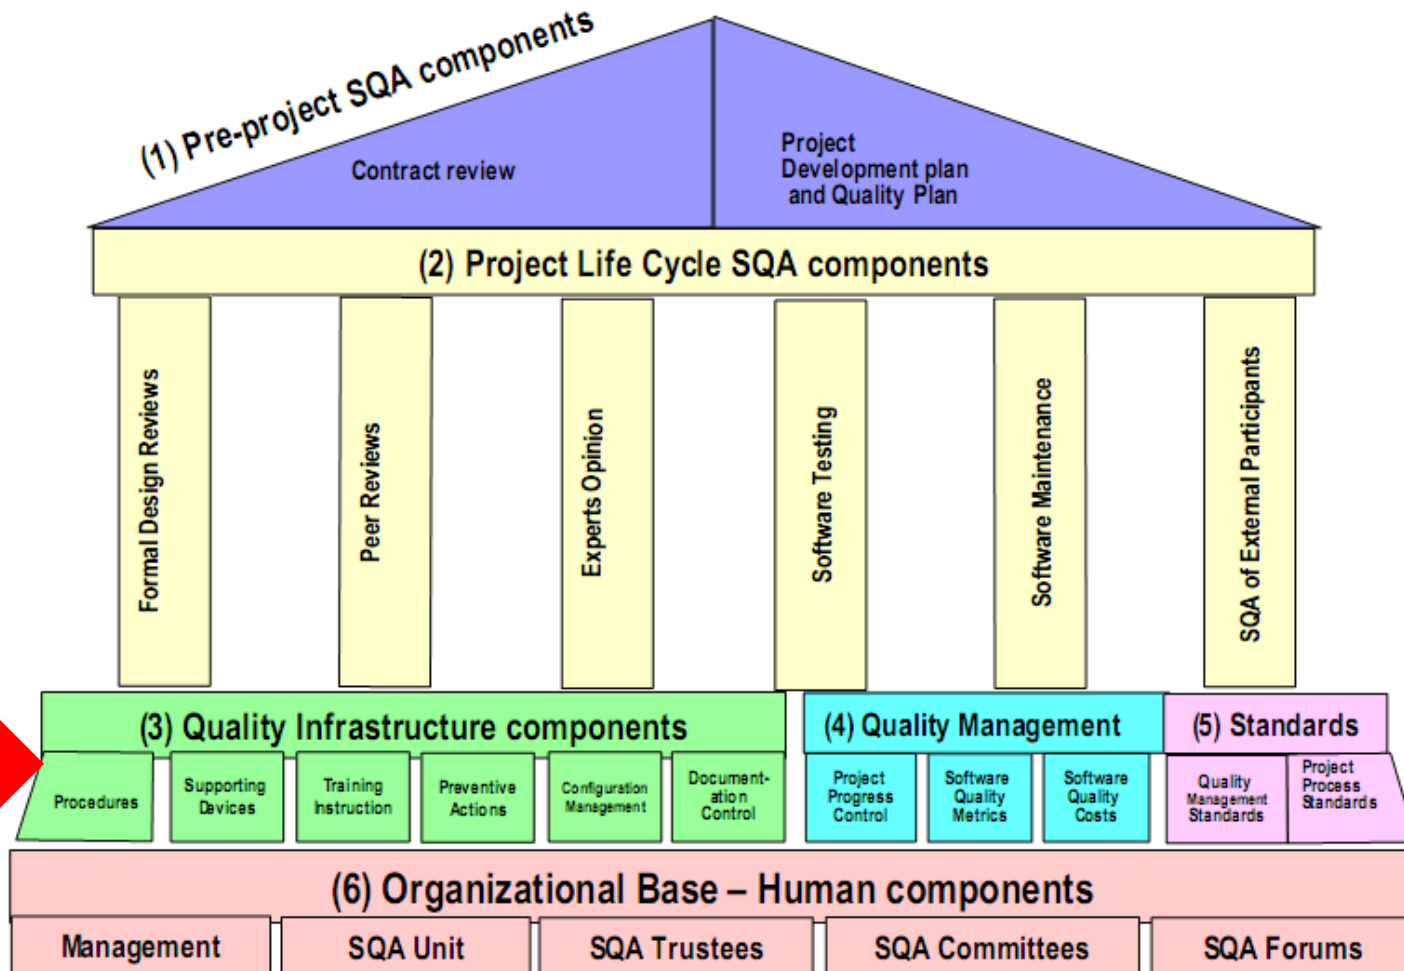 (1) Pre-project SQA components
Contract review
Project
Development plan
and Quality Plan
(2) Project Life Cycle SQA components
Formal Design Reviews
Peer Reviews
Experts Opinion
Software Testing
Software Maintenance
SQA of External Participants
(3) Quality Infrastructure components
(4) Quality Management
(5) Standards
Procedures
Supporting
Devices
Training
Instruction
Preventive
Actions
Configuration
Management
Document-
ation
Control
Project
Progress
Control
Software
Quality
Metrics
Software
Quality
Costs
Quality
Management
Standards
Project
Process
Standards
(6) Organizational Base – Human components
Management
SQA Unit
SQA Trustees
SQA Committees
SQA Forums